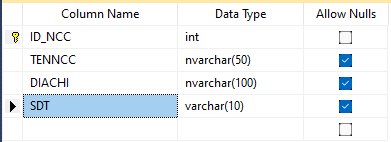 Column Name Data Type Allow Nulls
ID_NCC int
TENNCC nvarchar(50)
DIACHI nvarchar(100)
SDT varchar(10)